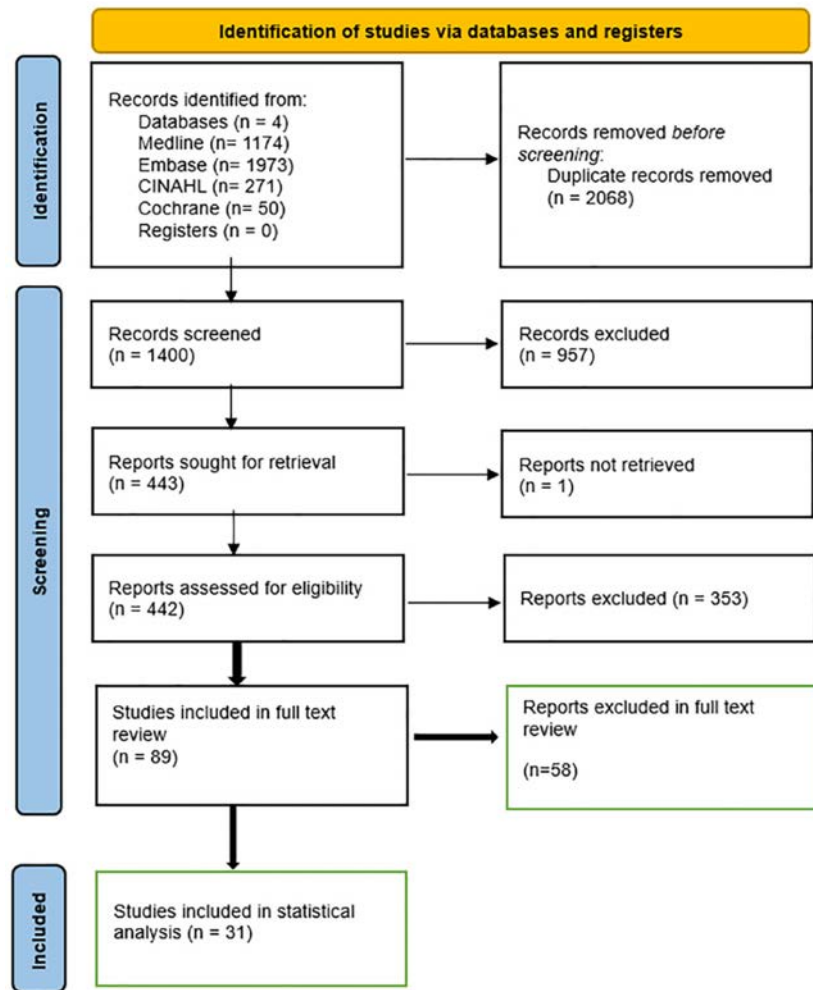 Identification of studies via databases and registers
Identification
Records identified from:
Databases (n = 4)
Medline (n= 1174)
Embase (n= 1973)
CINAHL (n= 271)
Cochrane (n= 50)
Registers (n = 0)
Records removed before
screening:
Duplicate records removed
(n = 2068)
Screening
Records screened
(n = 1400)
Records excluded
(n = 957)
Reports sought for retrieval
(n = 443)
Reports not retrieved
(n = 1)
Reports assessed for eligibility
(n = 442)
Reports excluded (n = 353)
Studies included in full text
review
(n = 89)
Reports excluded in full text
review
(n=58)
Included
Studies included in statistical
analysis (n = 31)